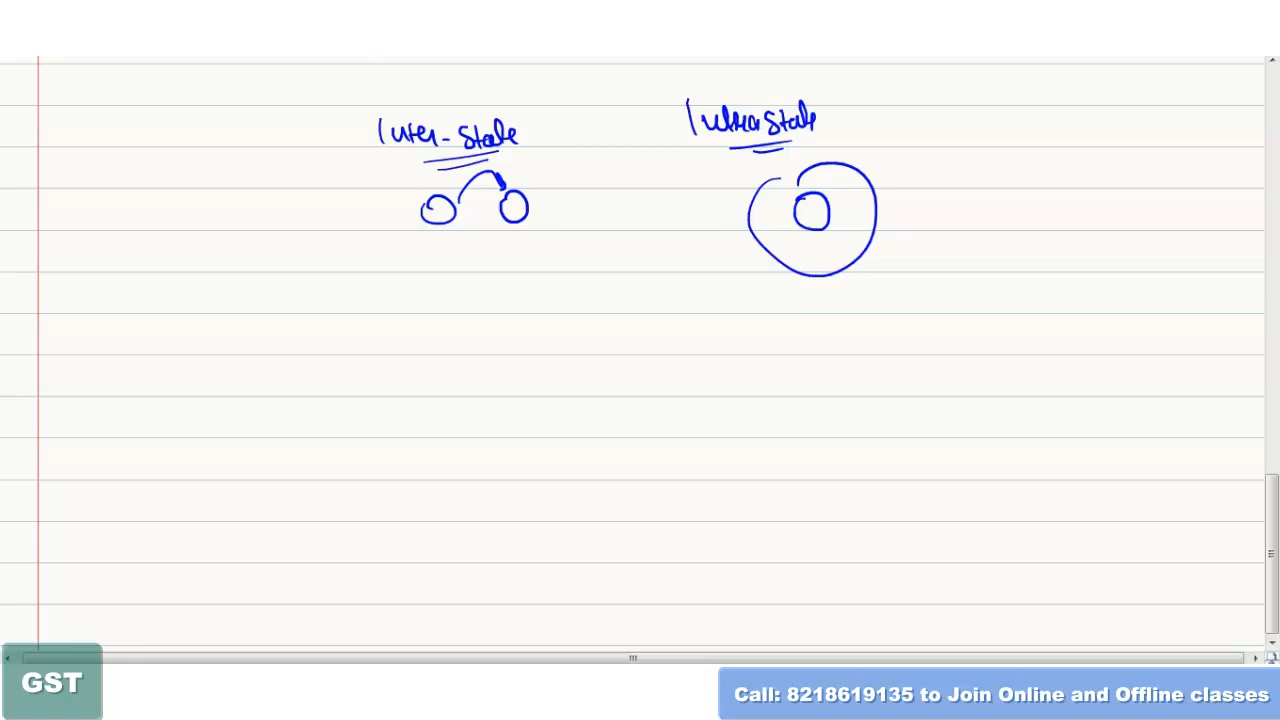 Inter-State
Intra State
GST
Call: 8218619135 to Join Online and Offline classes